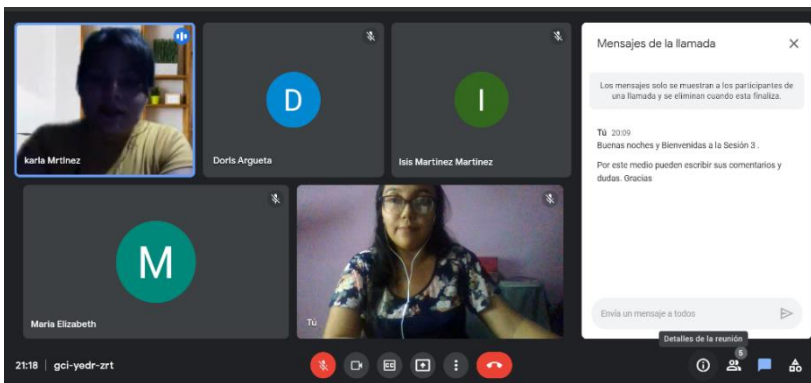 karla Mrtinez
D
Doris Argueta
I
Isis Martinez Martinez
M
Maria Elizabeth
Tú
Mensajes de la llamada
Los mensajes solo se muestran a los participantes de
una llamada y se eliminan cuando esta finaliza.
Tú 20:09
Buenas noches y Bienvenidas a la Sesión 3 .
Por este medio pueden escribir sus comentarios y
dudas. Gracias
Envía un mensaje a todos
Detalles de la reunión
21:18 | gci-yedr-zrt
CC
5